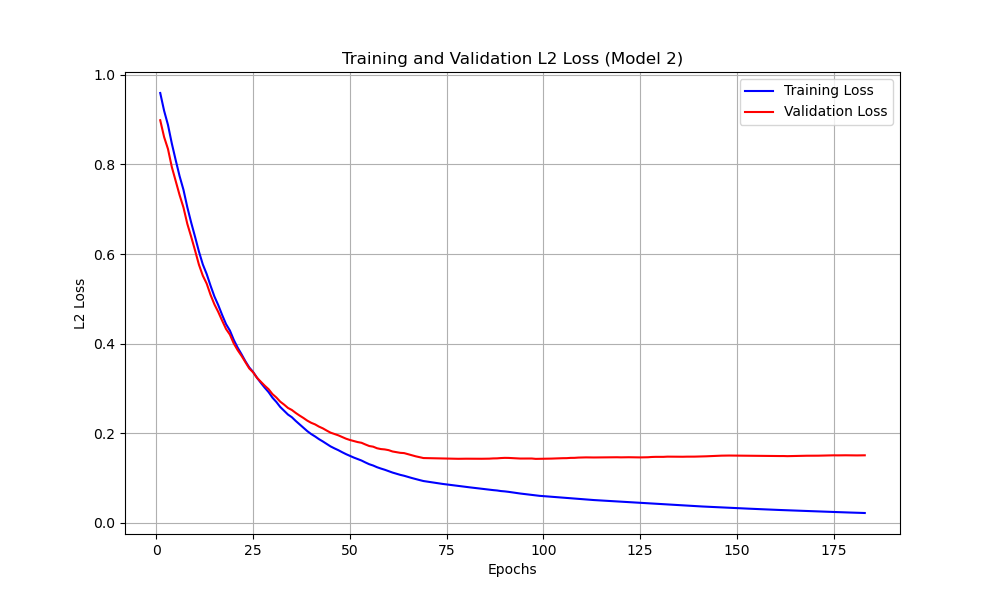 Training and Validation L2 Loss (Model 2)
Training Loss
Validation Loss
L2 Loss
1.0
0.8
0.6
0.4
0.2
0.0
0 25 50 75 100 125 150 175
Epochs